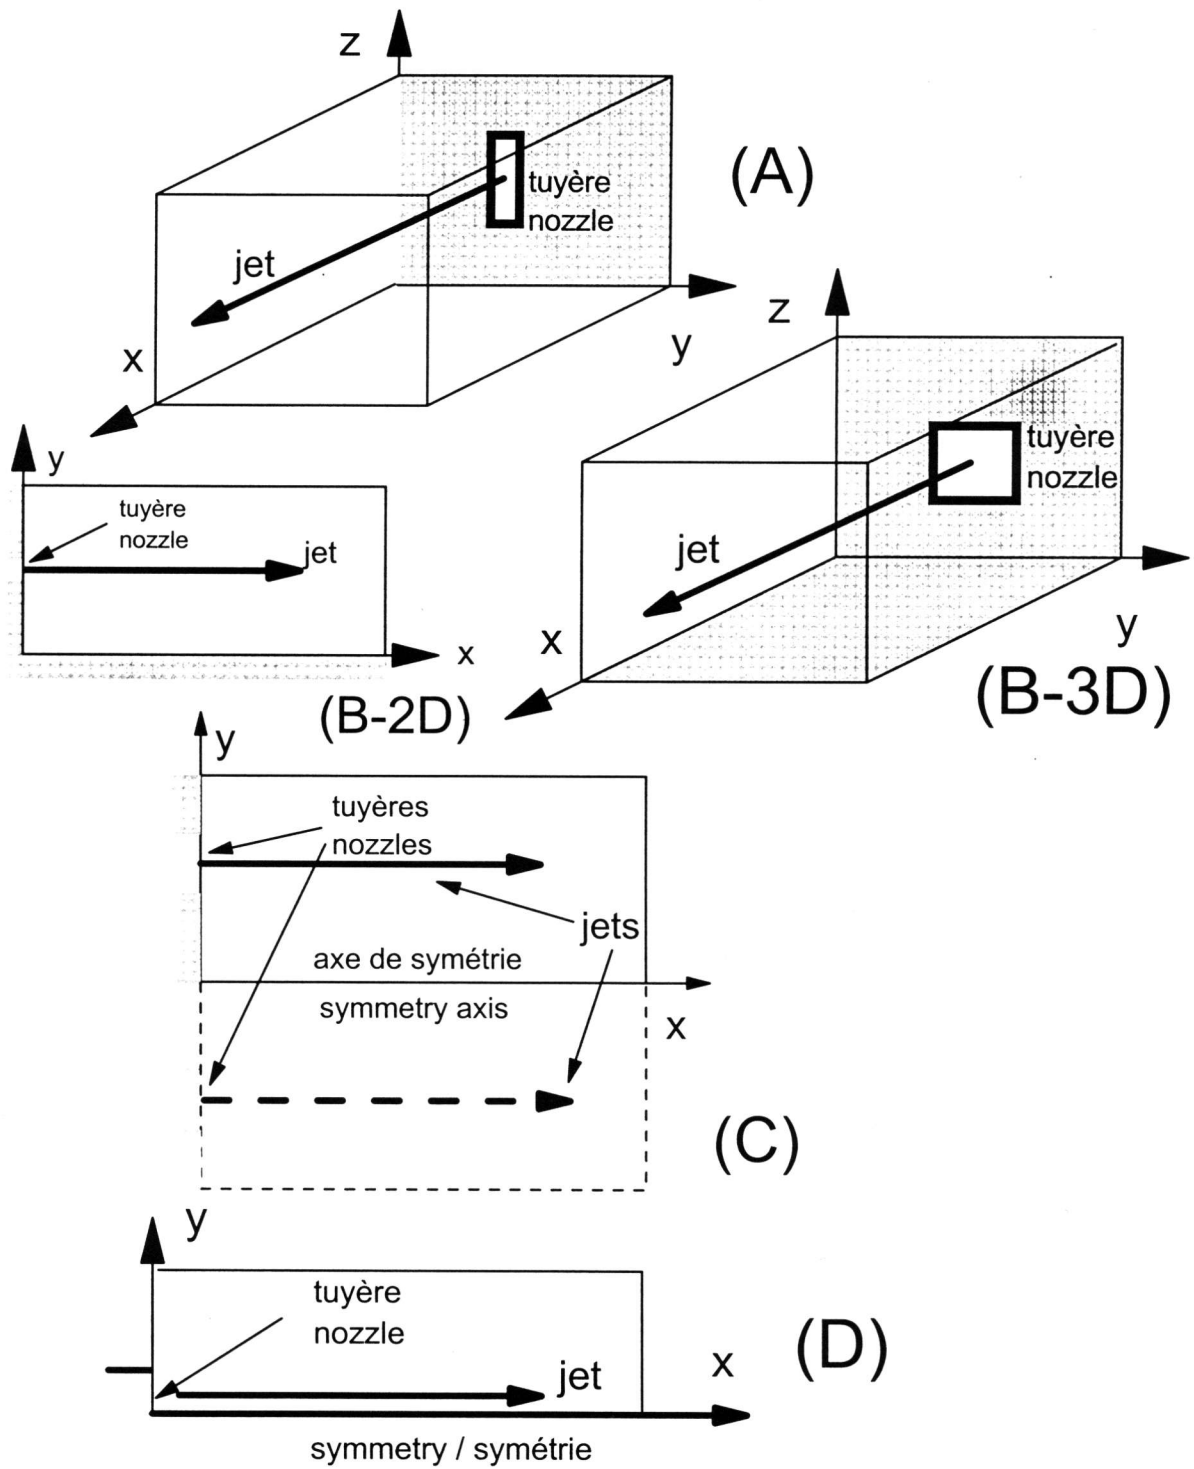 z
(A)
tuyère
nozzle
jet
x
y
z
tuyère
nozzle
jet
x
y
(B-3D)
y
tuyère
nozzle
jet
x
(B-2D)
y
tuyères
nozzles
jets
axe de symétrie
symmetry axis
x
(C)
y
tuyère
nozzle
jet
x
(D)
symmetry / symétrie